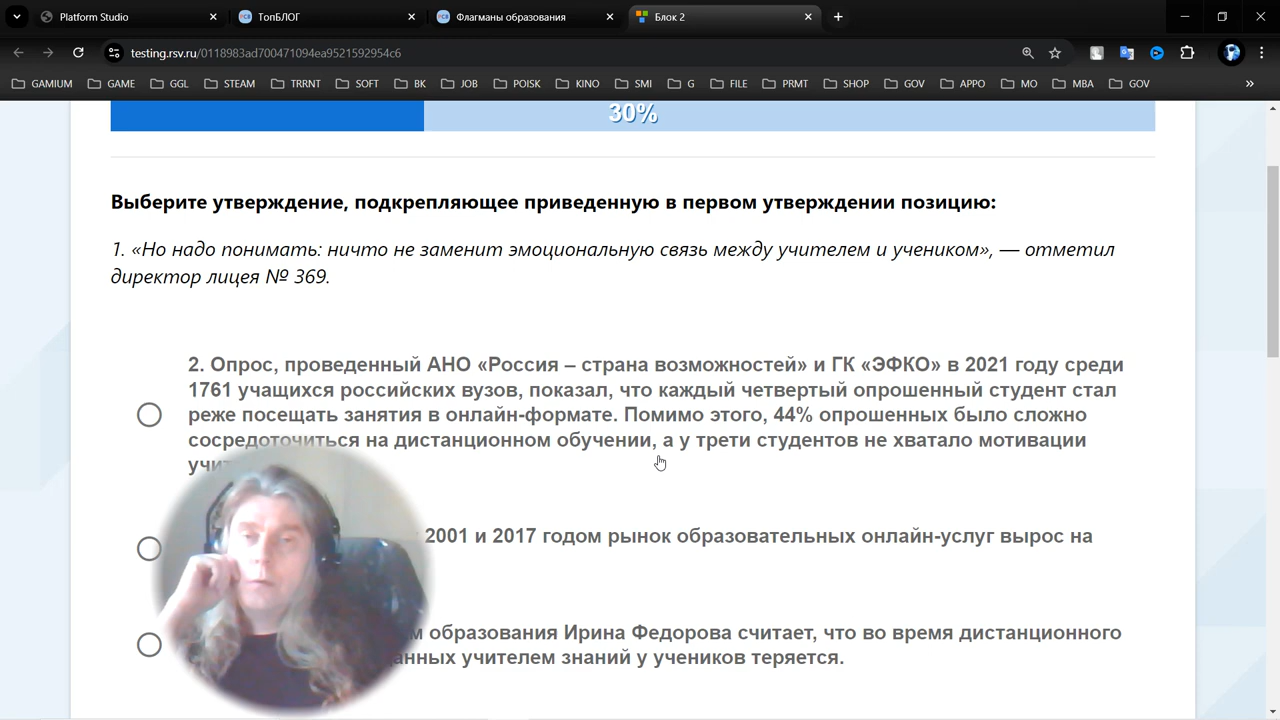 Platform Studio
ТопБЛОГ
Флагманы образования
Блок 2
testing.rsv.ru/0118983ad700471094ea9521592954c6
GAMIUM GAME GGL STEAM TRRNT SOFT BK JOB POISK KINO SMI G FILE PRMT SHOP GOV APPO MO MBA GOV
30%
Выберите утверждение, подкрепляющее приведенную в первом утверждении позицию:
1. «Но надо понимать: ничто не заменит эмоциональную связь между учителем и учеником», — отметил
директор лицея № 369.
2. Опрос, проведенный АНО «Россия – страна возможностей» и ГК «ЭФКО» в 2021 году среди
1761 учащихся российских вузов, показал, что каждый четвертый опрошенный студент стал
реже посещать занятия в онлайн-формате. Помимо этого, 44% опрошенных было сложно
сосредоточиться на дистанционном обучении, а у трети студентов не хватало мотивации
2001 и 2017 годом рынок образовательных онлайн-услуг вырос на
образования Ирина Федорова считает, что во время дистанционного
учителем знаний у учеников теряется.